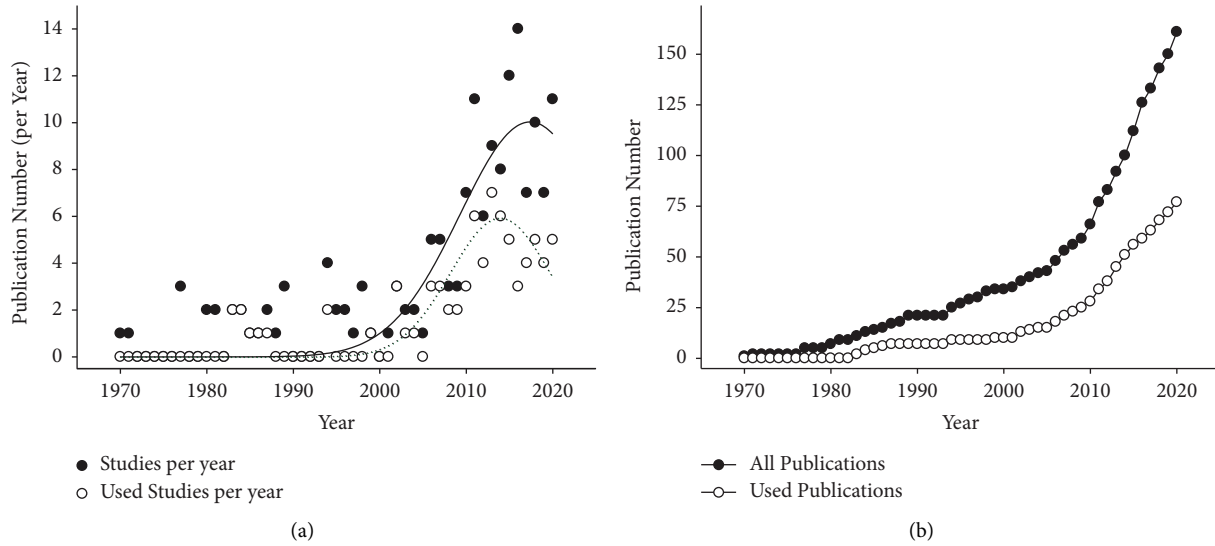 Publication Number (per Year)
14
12
10
8
6
4
2
0
1970 1980 1990 2000 2010 2020
Year
Studies per year
Used Studies per year
(a)
Publication Number
150
125
100
75
50
25
0
1970 1980 1990 2000 2010 2020
Year
All Publications
Used Publications
(b)